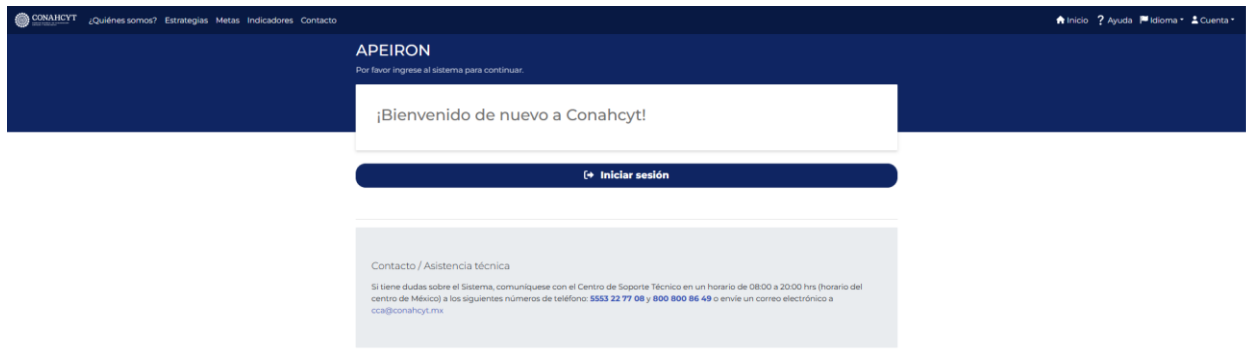 CONAHCYT ¿Quiénes somos? Estrategias Metas Indicadores Contacto Inicio ? Ayuda Idioma Cuenta
APEIRON
Por favor ingrese al sistema para continuar.
¡Bienvenido de nuevo a Conahcyt!
Iniciar sesión
Contacto / Asistencia técnica
Si tiene dudas sobre el Sistema, comuníquese con el Centro de Soporte Técnico en un horario de 08:00 a 20:00 hrs (horario del
centro de México) a los siguientes números de teléfono: 5553 22 77 08 y 800 800 86 49 o envíe un correo electrónico a
cca@conahcyt.mx